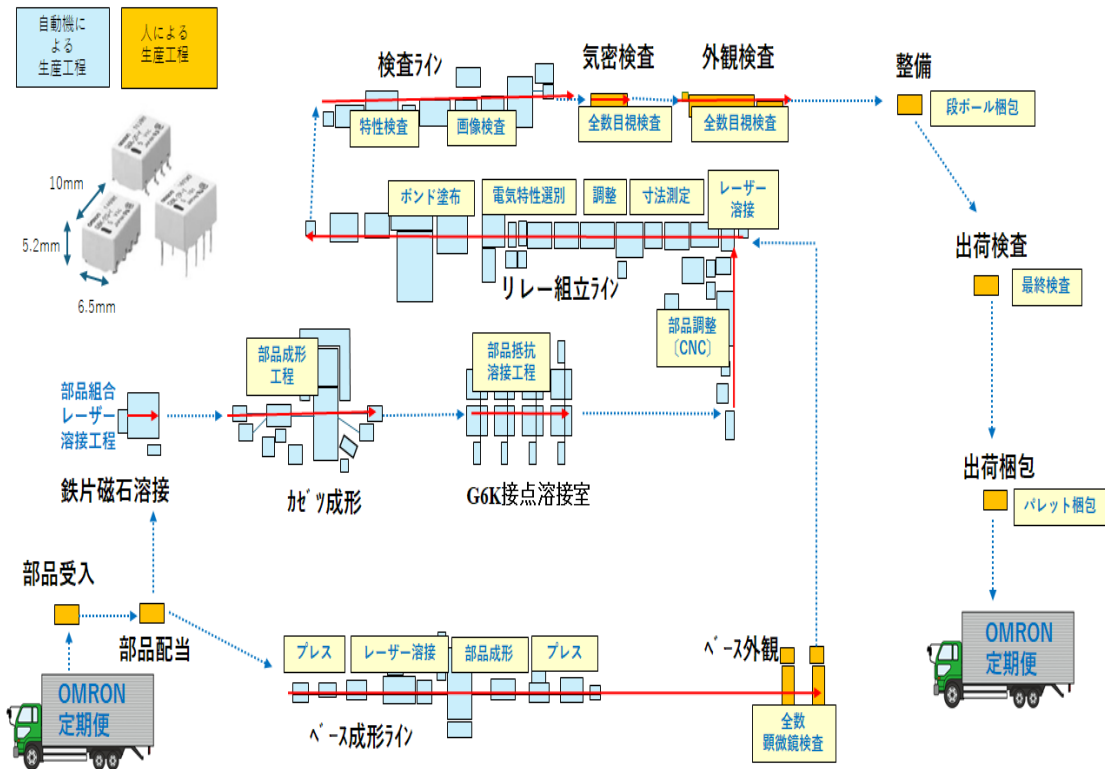 自動機に
よる
生産工程
人による
生産工程
10mm
5.2mm
6.5mm
検査ライン
特性検査
画像検査
気密検査
全数目視検査
外観検査
全数目視検査
整備
段ボール梱包
ボンド塗布
電気特性選別
調整
寸法測定
レーザー
溶接
リレー組立ライン
出荷検査
最終検査
部品調整
〔CNC〕
部品成形
工程
部品抵抗
溶接工程
部品組合
レーザー
溶接工程
鉄片磁石溶接
カゼツ成形
G6K接点溶接室
出荷梱包
パレット梱包
部品受入
部品配当
OMRON
定期便
プレス
レーザー溶接
部品成形
プレス
ベース成形ライン
ベース外観
全数
顕微鏡検査
OMRON
定期便